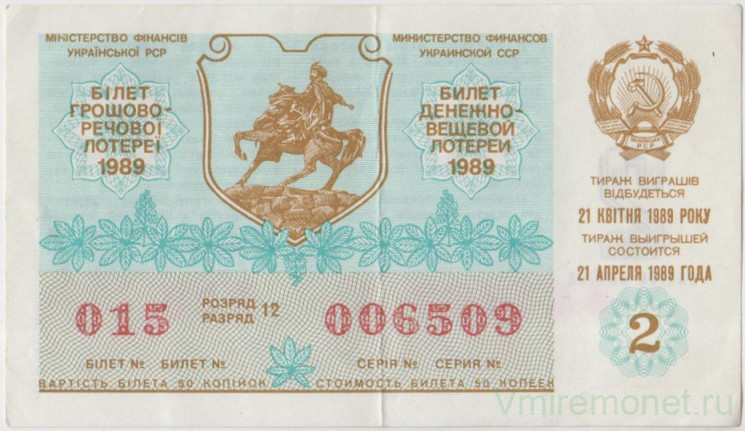 МІНІСТЕРСТВО ФІНАНСІВ
УКРАЇНСЬКОЇ РСР
БІЛЕТ
ГРОШОВО-
РЕЧОВОЇ
ЛОТЕРЕЇ
1989
МИНИСТЕРСТВО ФИНАНСОВ
УКРАИНСКОЙ ССР
БИЛЕТ
ДЕНЕЖНО-
ВЕЩЕВОЙ
ЛОТЕРЕИ
1989
ТИРАЖ ВИГРАШІВ
ВІДБУДЕТЬСЯ
21 КВІТНЯ 1989 РОКУ
ТИРАЖ ВЫИГРЫШЕЙ
СОСТОИТСЯ
21 АПРЕЛЯ 1989 ГОДА
2
015 РОЗРЯД РАЗРЯД 12 006509
БІЛЕТ № БИЛЕТ № СЕРІЯ № СЕРИЯ №
ВАРТІСТЬ БІЛЕТА 50 КОПІЙОК СТОИМОСТЬ БИЛЕТА 50 КОПЕЕК
Vmiremonet.ru